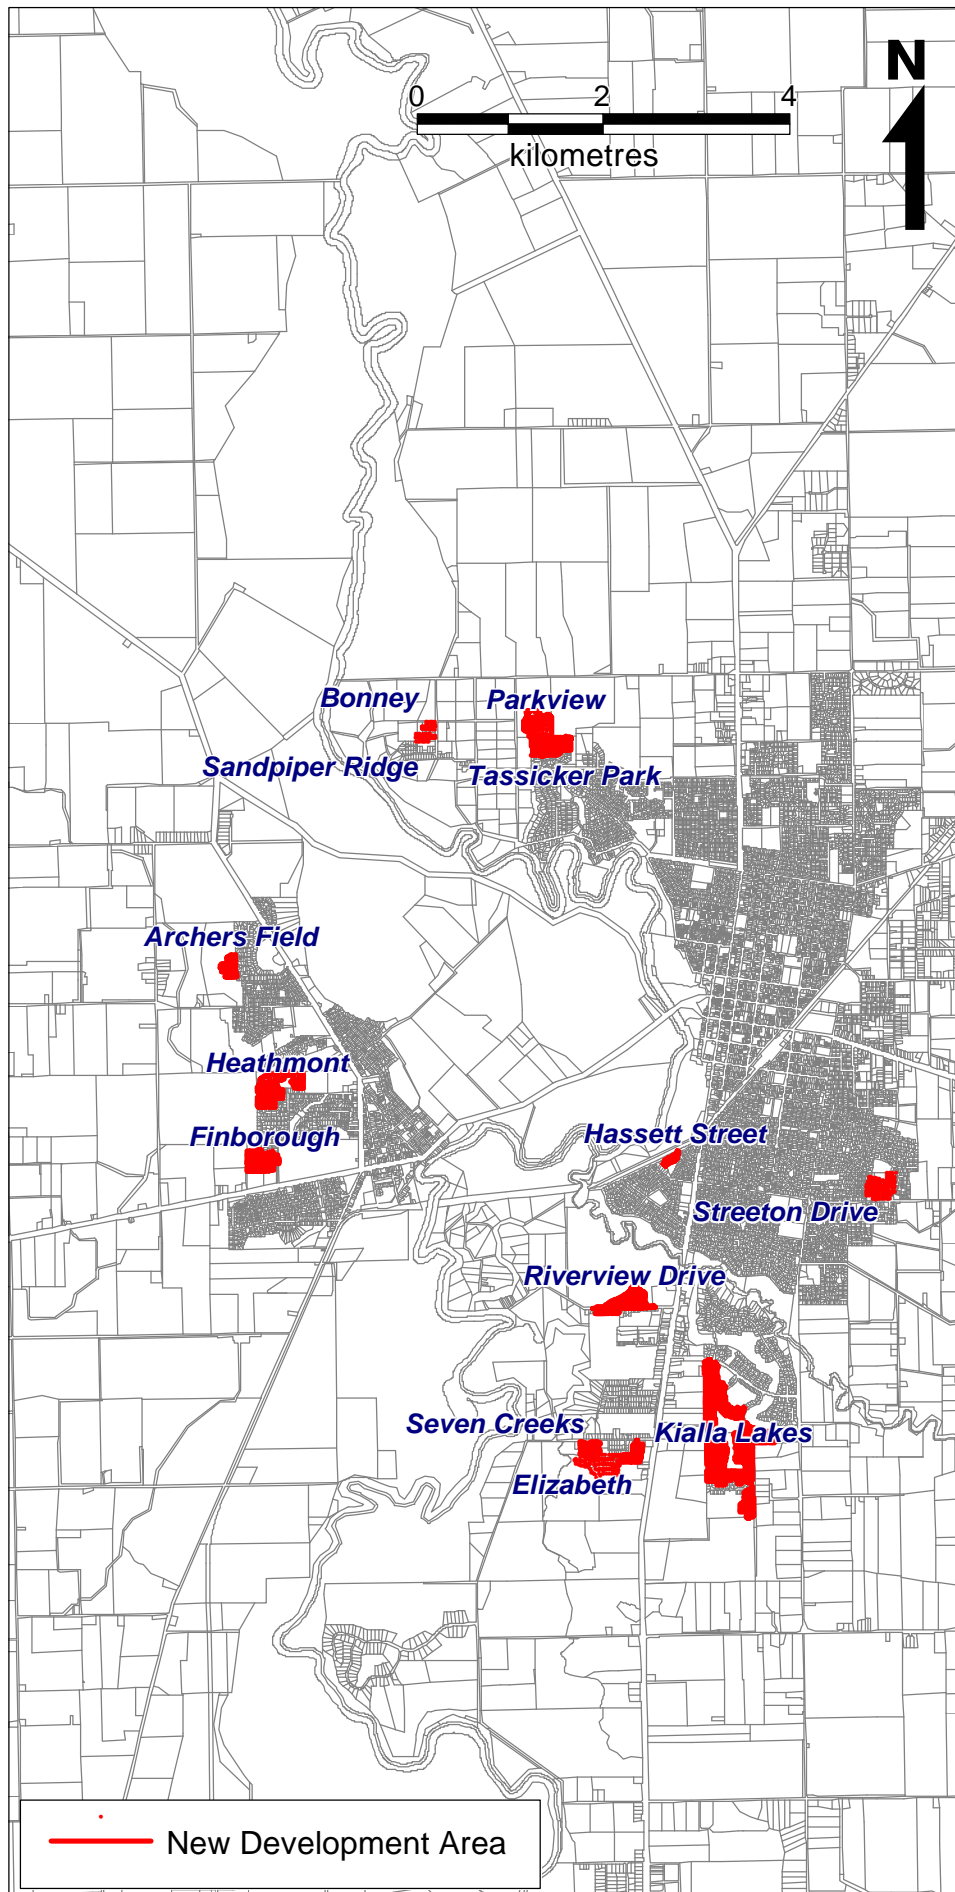 N
0 2 4
kilometres
Bonney
Parkview
Sandpiper Ridge
Tassicker Park
Archers Field
Heathmont
Finborough
Hassett Street
Streeton Drive
Riverview Drive
Seven Creeks
Kialla Lakes
Elizabeth
New Development Area